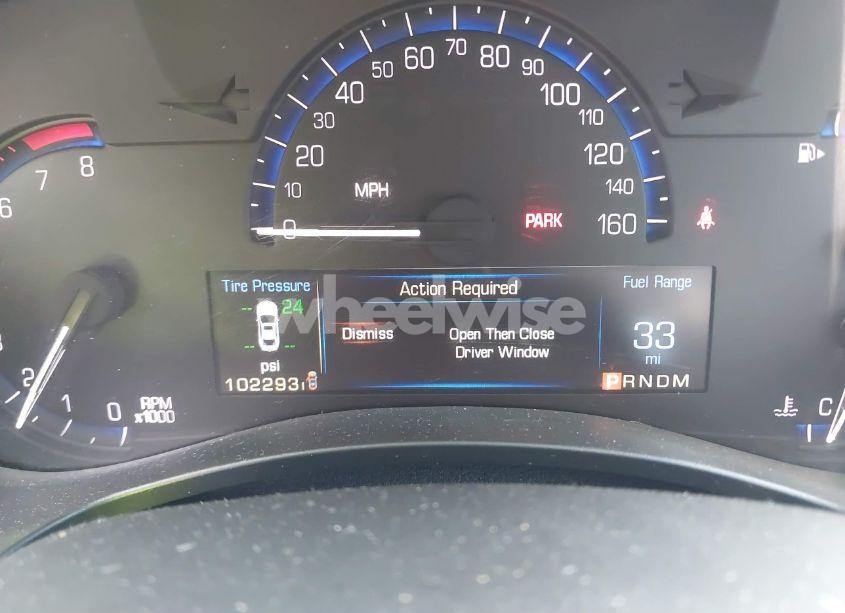 0 10 20 30 40 50 60 70 80 90 100 110 120 140 160
MPH
PARK
6 7 8
2 1 0
RPM
x1000
Tire Pressure
-- 24
-- --
psi
102293
Action Required
Dismiss
Open Then Close
Driver Window
Fuel Range
33
mi
PRNDM
C
wheelwise